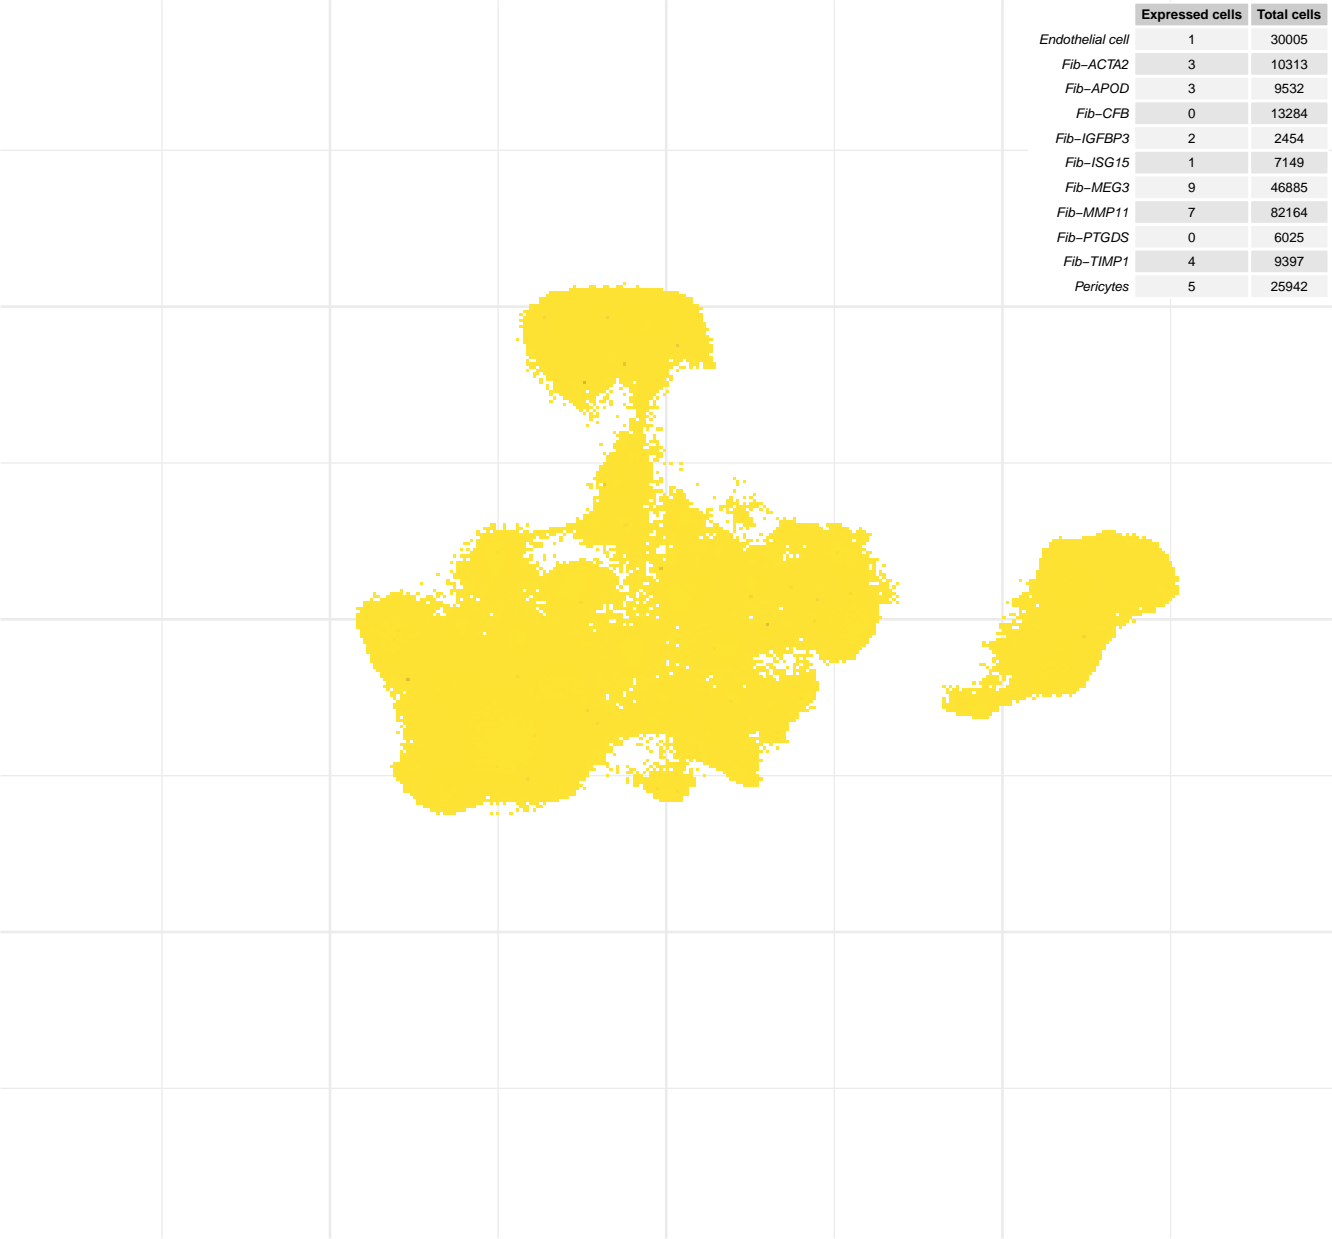 Expressed cells Total cells
Endothelial cell 1 30005
Fib−ACTA2 3 10313
Fib−APOD 3 9532
Fib−CFB 0 13284
Fib−IGFBP3 2 2454
Fib−ISG15 1 7149
Fib−MEG3 9 46885
Fib−MMP11 7 82164
Fib−PTGDS 0 6025
Fib−TIMP1 4 9397
Pericytes 5 25942